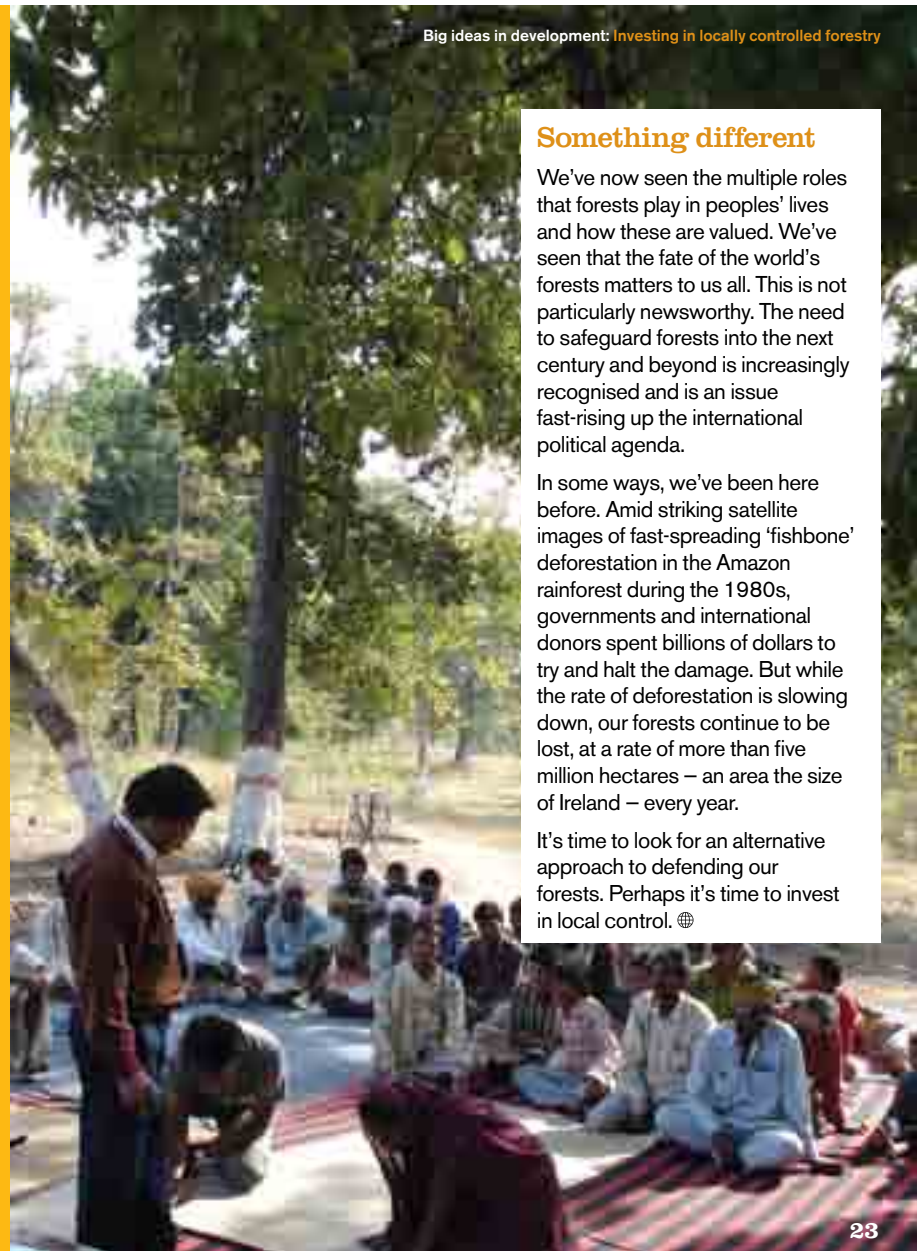 Big ideas in development: Investing in locally controlled forestry
Something different
We've now seen the multiple roles
that forests play in peoples' lives
and how these are valued. We've
seen that the fate of the world's
forests matters to us all. This is not
particularly newsworthy. The need
to safeguard forests into the next
century and beyond is increasingly
recognised and is an issue
fast-rising up the international
political agenda.
In some ways, we've been here
before. Amid striking satellite
images of fast-spreading ‘fishbone’
deforestation in the Amazon
rainforest during the 1980s,
governments and international
donors spent billions of dollars to
try and halt the damage. But while
the rate of deforestation is slowing
down, our forests continue to be
lost, at a rate of more than five
million hectares – an area the size
of Ireland – every year.
It's time to look for an alternative
approach to defending our
forests. Perhaps it's time to invest
in local control.
23